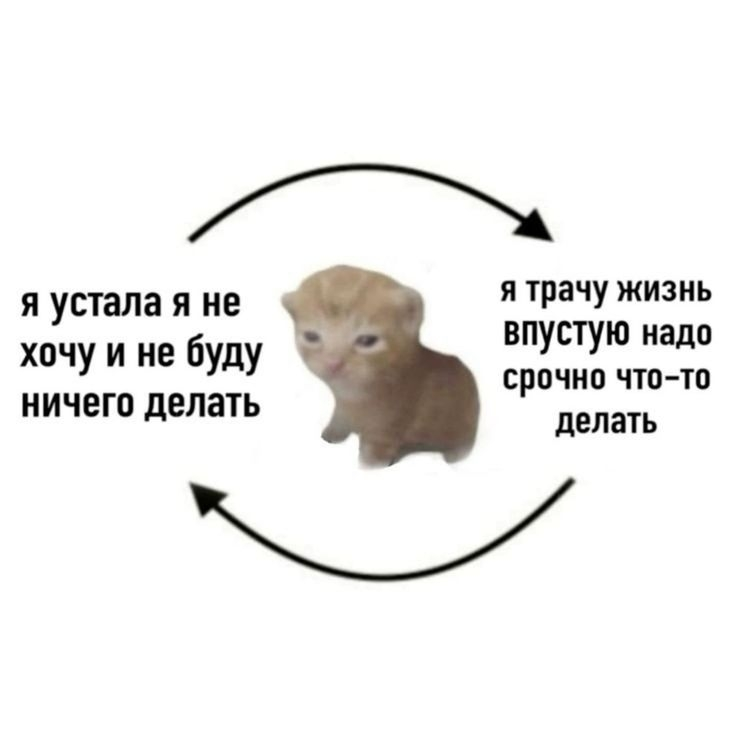 я устала я не
хочу и не буду
ничего делать
я трачу жизнь
впустую надо
срочно что-то
делать